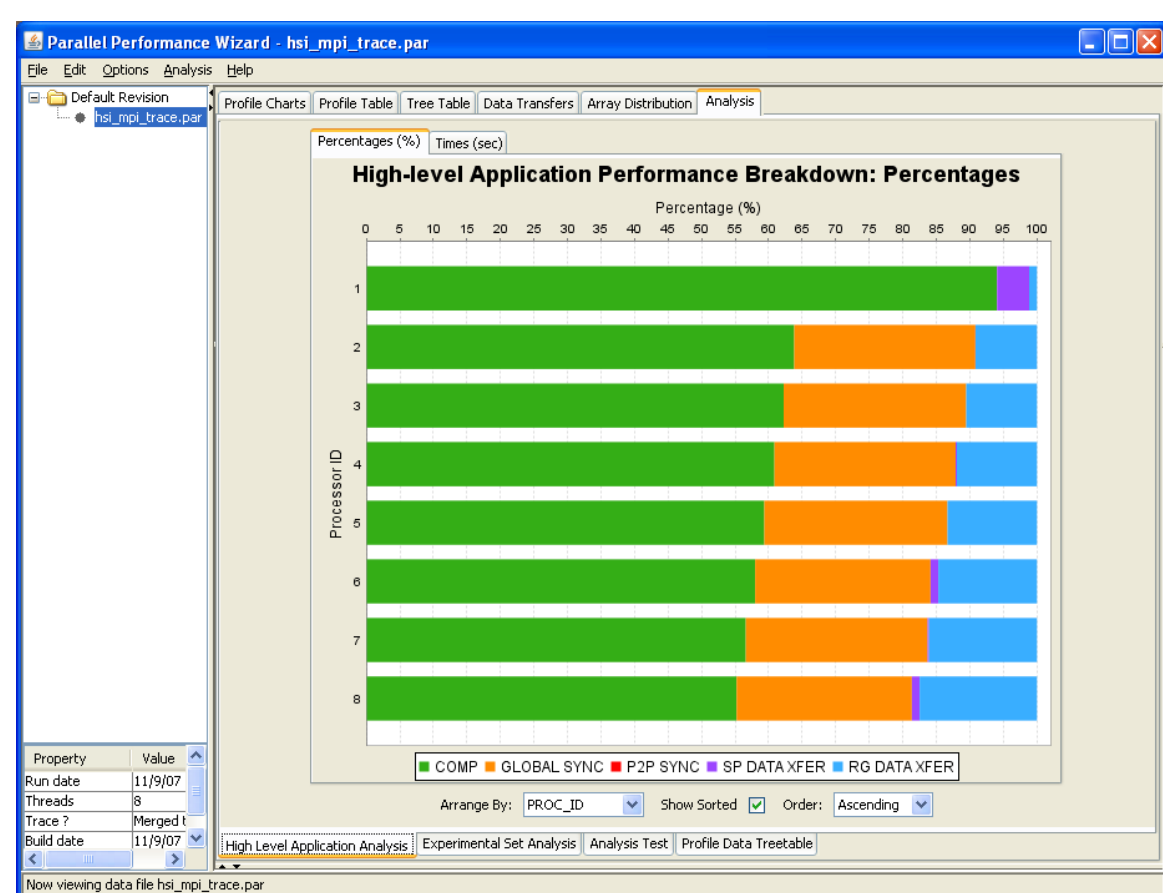 Parallel Performance Wizard - hsi_mpi_trace.par
File Edit Options Analysis Help
Default Revision
hsi_mpi_trace.par
Profile Charts Profile Table Tree Table Data Transfers Array Distribution Analysis
Percentages (%) Times (sec)
High-level Application Performance Breakdown: Percentages
Percentage (%)
0 5 10 15 20 25 30 35 40 45 50 55 60 65 70 75 80 85 90 95 100
Processor ID
1
2
3
4
5
6
7
8
COMP GLOBAL SYNC P2P SYNC SP DATA XFER RG DATA XFER
Arrange By: PROC_ID Show Sorted Order: Ascending
Property Value
Run date 11/9/07
Threads 8
Trace ? Merged t
Build date 11/9/07
High Level Application Analysis Experimental Set Analysis Analysis Test Profile Data Treetable
Now viewing data file hsi_mpi_trace.par